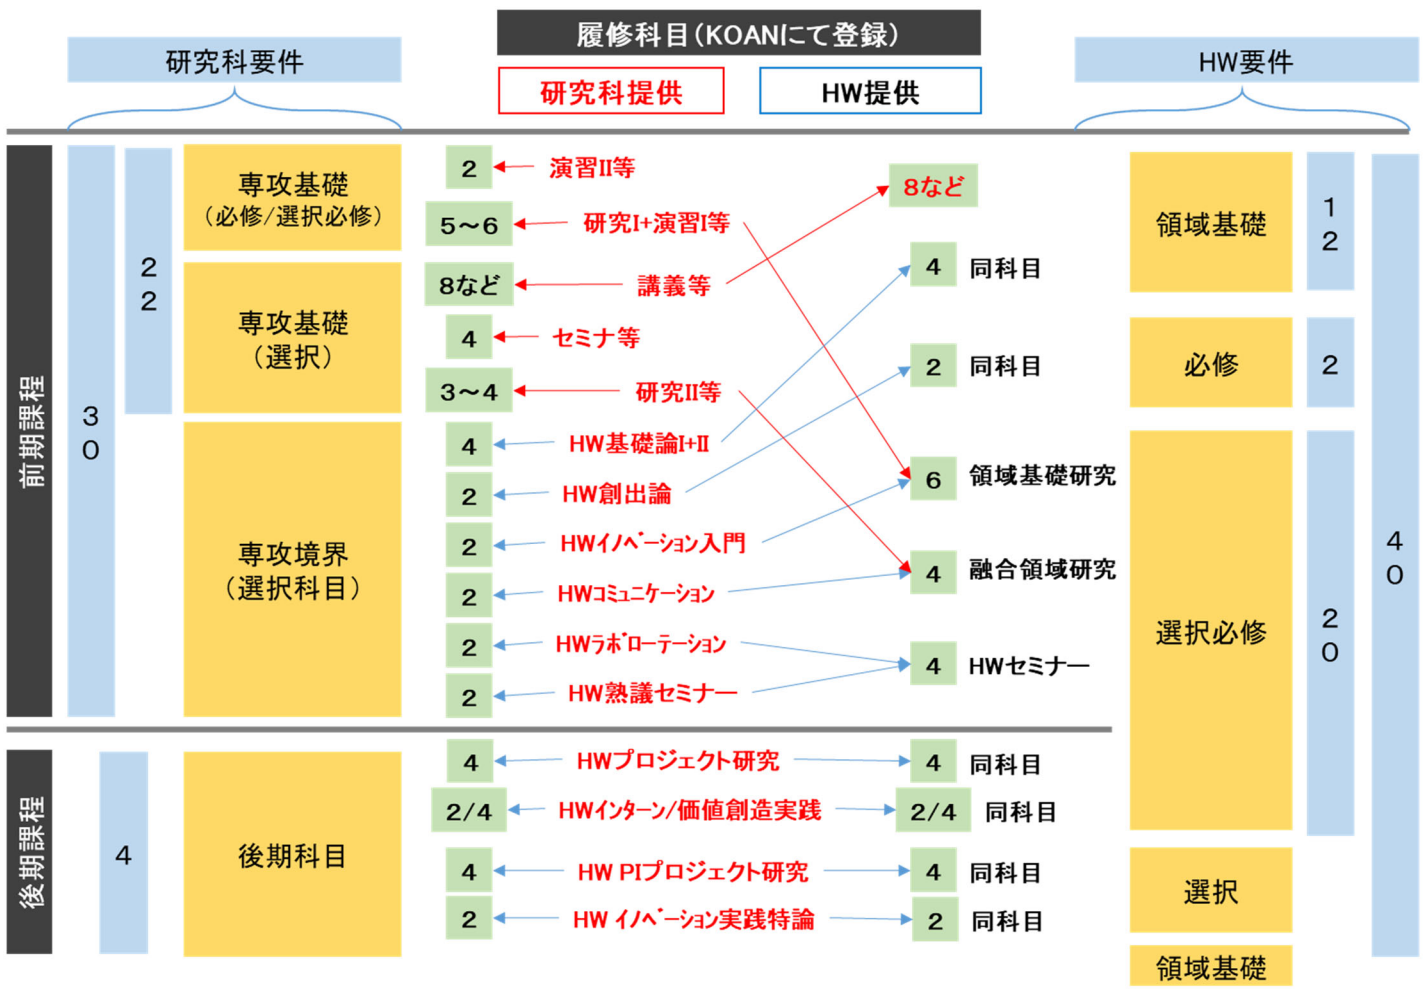 履修科目(KOANにて登録)
研究科要件
HW要件
研究科提供
HW提供
前期課程
30
22
専攻基礎
(必修/選択必修)
専攻基礎
(選択)
専攻境界
(選択科目)
2
演習II等
8など
5~6
研究I+演習I等
8など
講義等
4
同科目
4
セミナ等
3~4
研究II等
2
同科目
4
HW基礎論I+II
2
HW創出論
6
領域基礎研究
2
HWイノベーション入門
4
融合領域研究
2
HWコミュニケーション
2
HWラボローテーション
4
HWセミナー
2
HW熟議セミナー
領域基礎
12
必修
2
選択必修
20
40
後期課程
4
後期科目
4
HWプロジェクト研究
4
同科目
2/4
HWインターン/価値創造実践
2/4
同科目
4
HW PIプロジェクト研究
4
同科目
2
HW イノベーション実践特論
2
同科目
選択
領域基礎